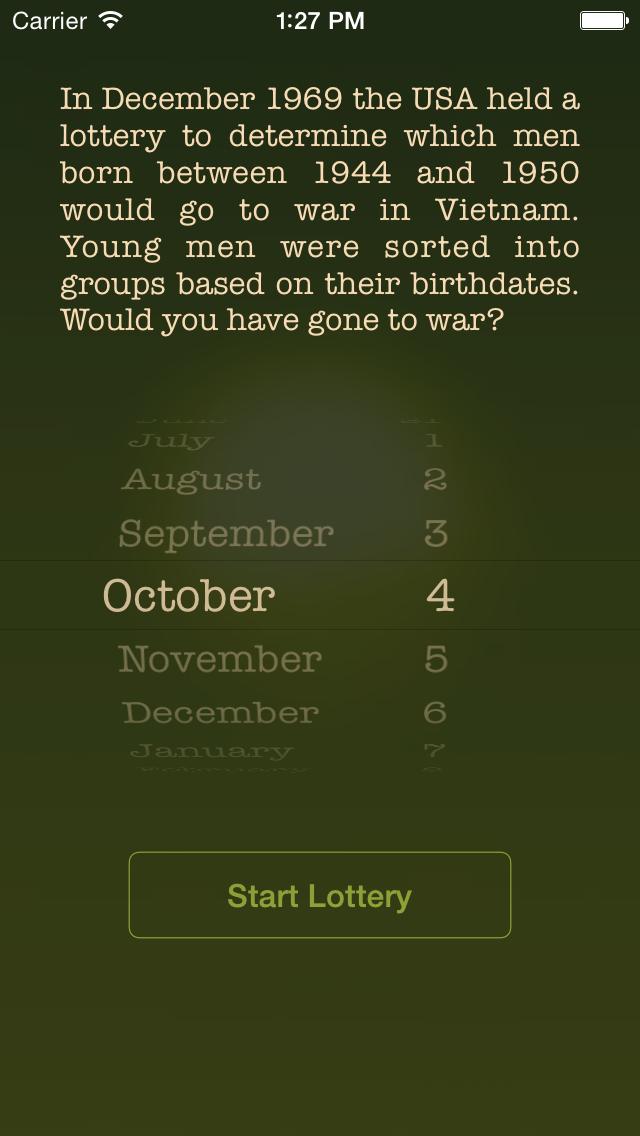 Carrier 1:27 PM
In December 1969 the USA held a
lottery to determine which men
born between 1944 and 1950
would go to war in Vietnam.
Young men were sorted into
groups based on their birthdates.
Would you have gone to war?
July 1
August 2
September 3
October 4
November 5
December 6
January 7
Start Lottery